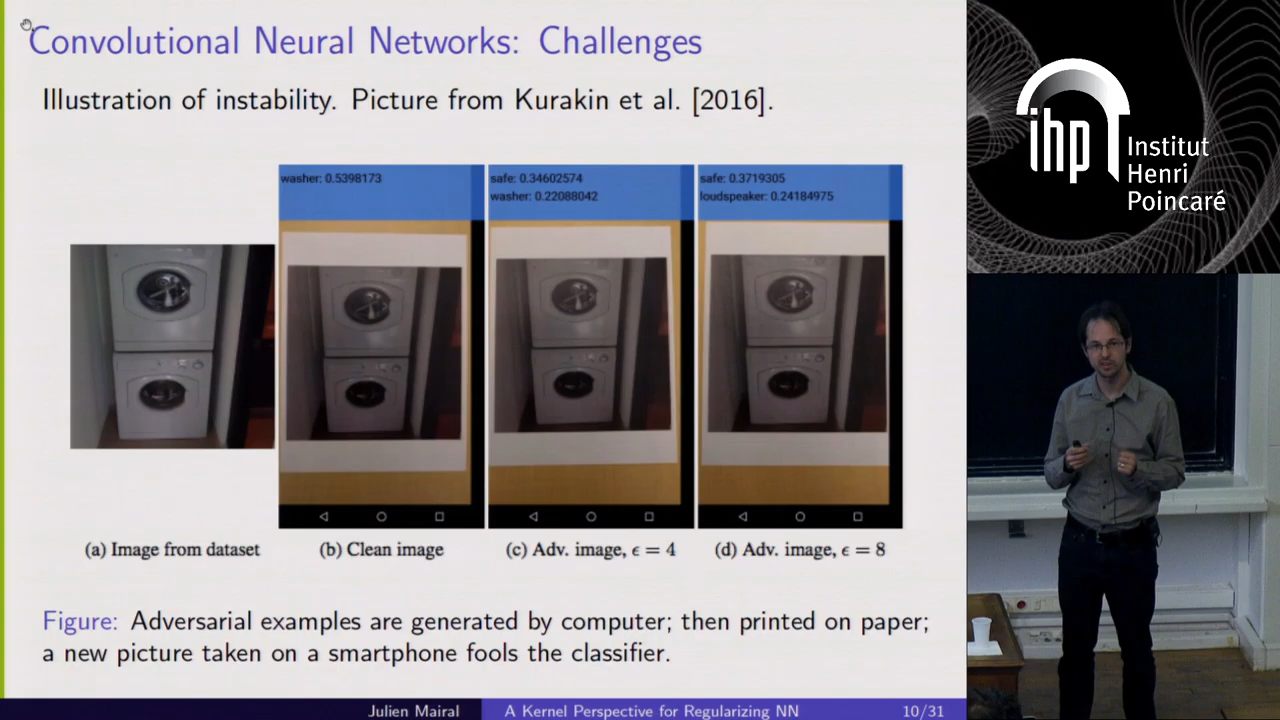 Convolutional Neural Networks: Challenges
Illustration of instability. Picture from Kurakin et al. [2016].
washer: 0.5398173
safe: 0.34602574
washer: 0.22088042
safe: 0.3719305
loudspeaker: 0.24184975
(a) Image from dataset
(b) Clean image
(c) Adv. image, ϵ = 4
(d) Adv. image, ϵ = 8
Figure: Adversarial examples are generated by computer; then printed on paper;
a new picture taken on a smartphone fools the classifier.
Julien Mairal
A Kernel Perspective for Regularizing NN
10/31
ihp
Institut
Henri
Poincaré